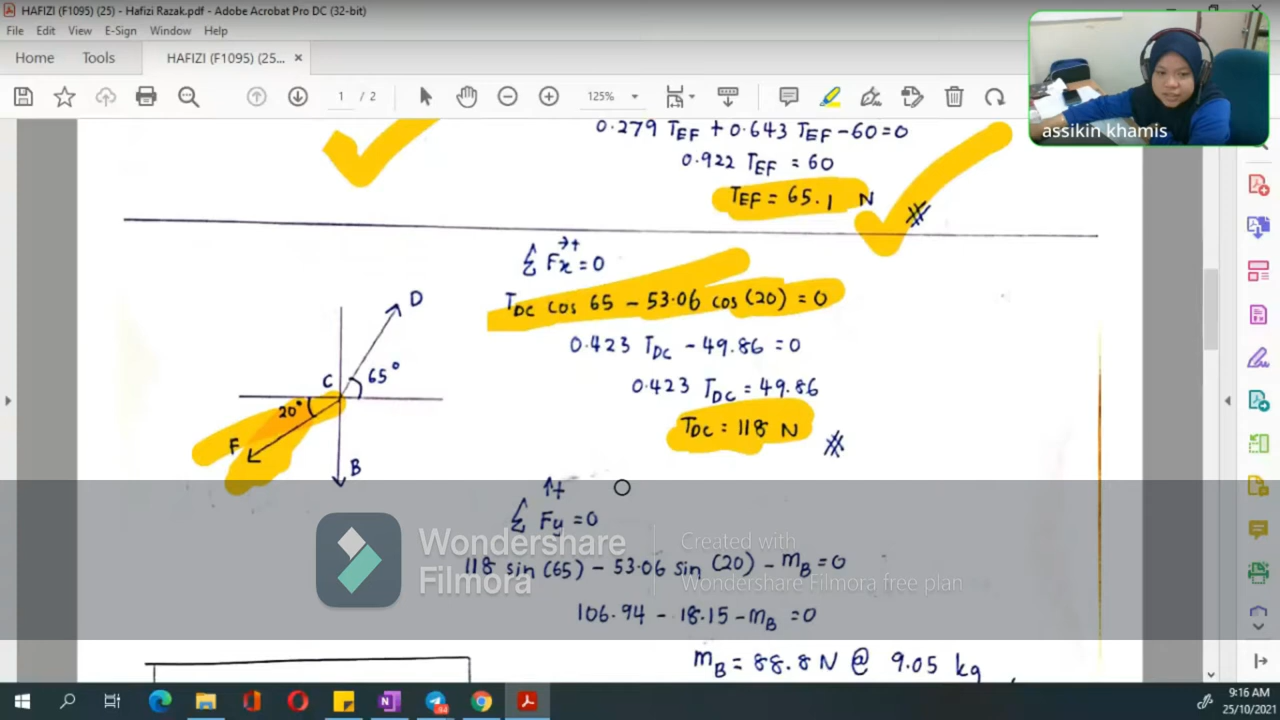 HAFIZI (F1095) (25) - Hafizi Razak.pdf - Adobe Acrobat Pro DC (32-bit)
File Edit View E-Sign Window Help
Home Tools HAFIZI (F1095) (25... ×
1 / 2 125%
assikin khamis
0.279 TEF + 0.643 TEF - 60 = 0
0.922 TEF = 60
TEF = 65.1 N
→+
Σ Fx = 0
TDC cos 65 - 53.06 cos (20) = 0
0.423 TDC - 49.86 = 0
0.423 TDC = 49.86
TDC = 118 N
D
C
65°
20°
F
B
↑+
Σ Fy = 0
118 sin (65) - 53.06 sin (20) - mB = 0
106.94 - 18.15 - mB = 0
mB = 88.8 N @ 9.05 kg
Wondershare
Filmora
Created with
Wondershare Filmora free plan
94
9:16 AM
25/10/2021